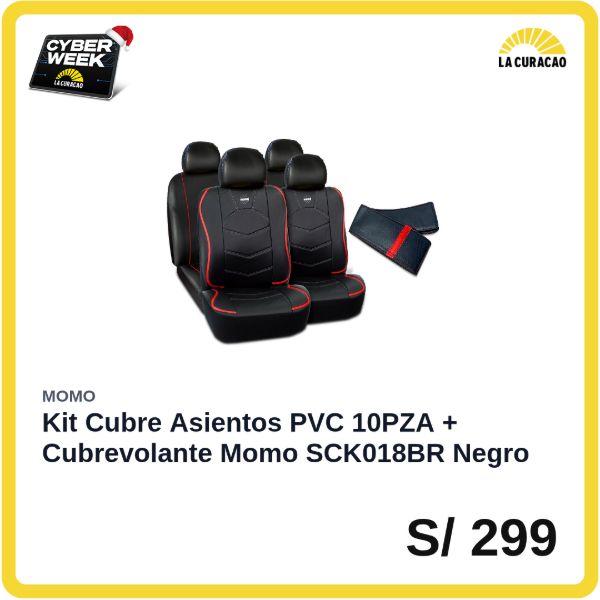 CYBER
WEEK
LA CURACAO
LA CURACAO
MOMO
Kit Cubre Asientos PVC 10PZA +
Cubrevolante Momo SCK018BR Negro
S/ 299